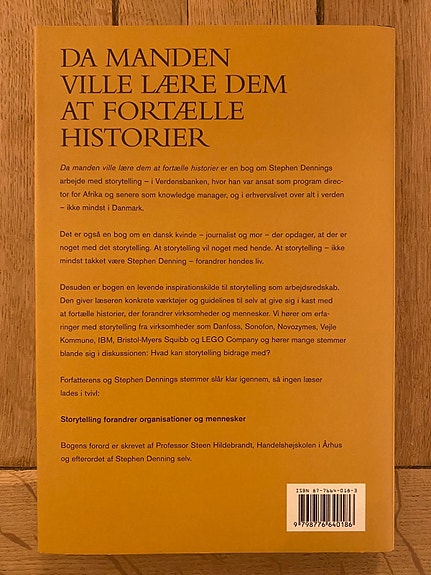 DA MANDEN
VILLE LÆRE DEM
AT FORTÆLLE
HISTORIER
Da manden ville lære dem at fortælle historier er en bog om Stephen Dennings
arbejde med storytelling – i Verdensbanken, hvor han var ansat som program direc-
tor for Afrika og senere som knowledge manager, og i erhvervslivet over alt i verden
– ikke mindst i Danmark.
Det er også en bog om en dansk kvinde – journalist og mor – der opdager, at der er
noget med det storytelling. At storytelling vil noget med hende. At storytelling – ikke
mindst takket være Stephen Denning – forandrer hendes liv.
Desuden er bogen en levende inspirationskilde til storytelling som arbejdsredskab.
Den giver læseren konkrete værktøjer og guidelines til selv at give sig i kast med
at fortælle historier, der forandrer virksomheder og mennesker. Vi hører om erfa-
ringer med storytelling fra virksomheder som Danfoss, Sonofon, Novozymes, Vejle
Kommune, IBM, Bristol-Myers Squibb og LEGO Company og hører mange stemmer
blande sig i diskussionen: Hvad kan storytelling bidrage med?
Forfatterens og Stephen Dennings stemmer slår klar igennem, så ingen læser
lades i tvivl:
Storytelling forandrer organisationer og mennesker
Bogens forord er skrevet af Professor Steen Hildebrandt, Handelshøjskolen i Århus
og efterordet af Stephen Denning selv.
ISBN 87-7664-018-3
9 798776 640186